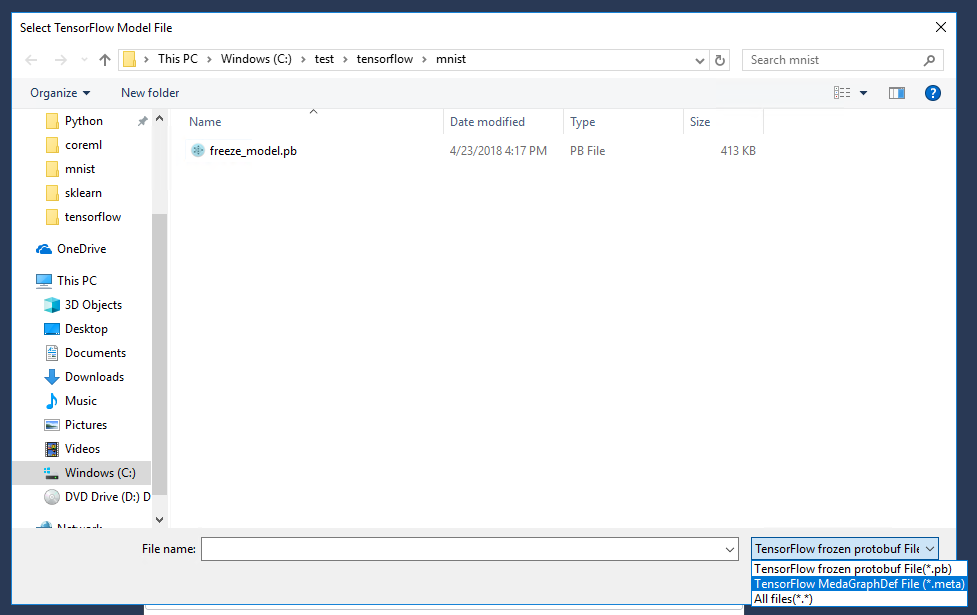 Select TensorFlow Model File
This PC > Windows (C:) > test > tensorflow > mnist
Search mnist
Organize
New folder
Name
Date modified
Type
Size
freeze_model.pb
4/23/2018 4:17 PM
PB File
413 KB
Python
coreml
mnist
sklearn
tensorflow
OneDrive
This PC
3D Objects
Desktop
Documents
Downloads
Music
Pictures
Videos
Windows (C:)
DVD Drive (D:) D
Network
File name:
TensorFlow frozen protobuf File
TensorFlow frozen protobuf File(*.pb)
TensorFlow MedaGraphDef File (*.meta)
All files(*.*)